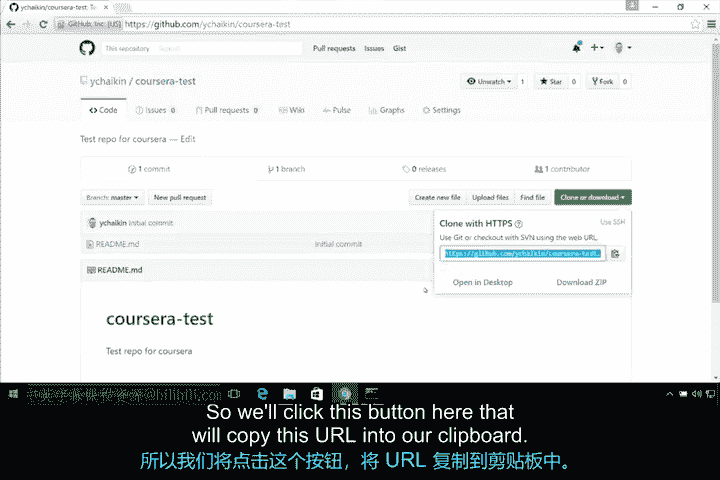 ychaikin/coursera-test: Te
GitHub, Inc. [US] https://github.com/ychaikin/coursera-test
This repository Search Pull requests Issues Gist
ychaikin / coursera-test Unwatch 1 Star 0 Fork 0
Code Issues 0 Pull requests 0 Wiki Pulse Graphs Settings
Test repo for coursera — Edit
1 commit 1 branch 0 releases 1 contributor
Branch: master New pull request Create new file Upload files Find file Clone or download
ychaikin Initial commit
README.md Initial commit
README.md
Clone with HTTPS Use SSH
Use Git or checkout with SVN using the web URL.
https://github.com/ychaikin/coursera-test.
Open in Desktop Download ZIP
coursera-test
Test repo for coursera
So we'll click this button here that
will copy this URL into our clipboard.
所以我们将点击这个按钮，将 URL 复制到剪贴板中。